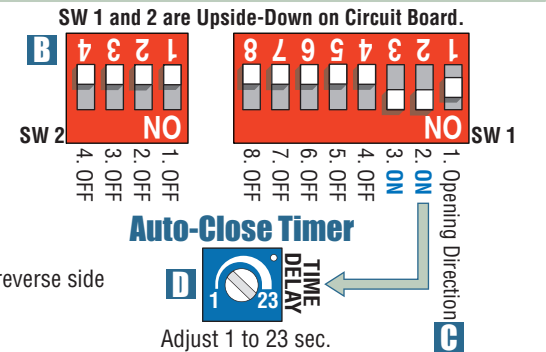 SW 1 and 2 are Upside-Down on Circuit Board.
B
4 3 2 1
8 7 6 5 4 3 2 1
SW 2
ON
ON
SW 1
4. OFF
3. OFF
2. OFF
1. OFF
8. OFF
7. OFF
6. OFF
5. OFF
4. OFF
3. ON
2. ON
1. Opening Direction
Auto-Close Timer
reverse side
D
1 23
TIME
DELAY
C
Adjust 1 to 23 sec.